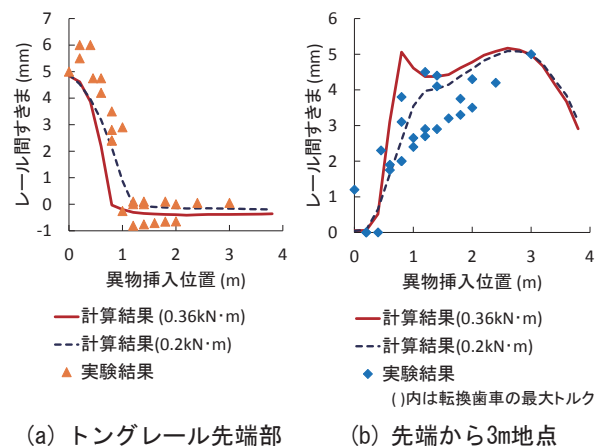 レール間すきま (mm)
7
6
5
4
3
2
1
0
-1
0 1 2 3 4
異物挿入位置 (m)
計算結果 (0.36kN・m)
計算結果(0.2kN・m)
実験結果
(a) トングレール先端部
レール間すきま (mm)
6
5
4
3
2
1
0
0 1 2 3 4
異物挿入位置 (m)
計算結果(0.36kN・m)
計算結果(0.2kN・m)
実験結果
( )内は転換歯車の最大トルク
(b) 先端から3m地点